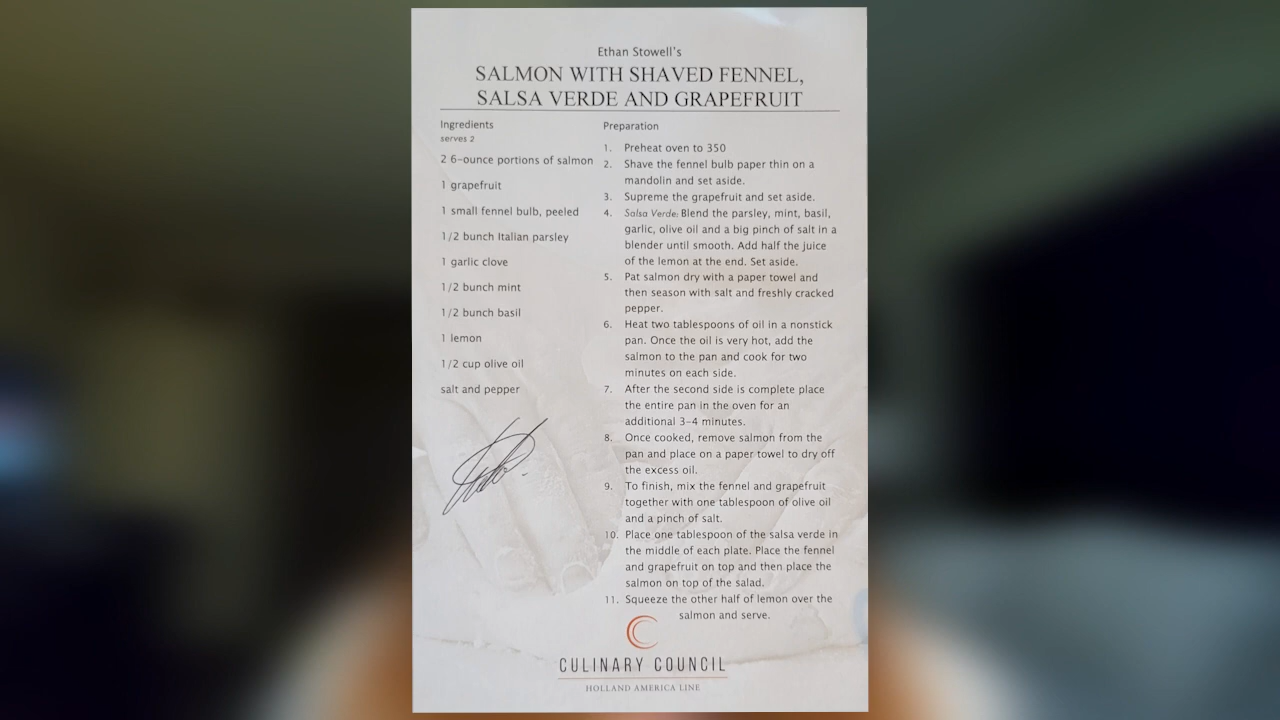 Ethan Stowell's
SALMON WITH SHAVED FENNEL,
SALSA VERDE AND GRAPEFRUIT
Ingredients
serves 2
2 6-ounce portions of salmon
1 grapefruit
1 small fennel bulb, peeled
1/2 bunch Italian parsley
1 garlic clove
1/2 bunch mint
1/2 bunch basil
1 lemon
1/2 cup olive oil
salt and pepper
Preparation
1. Preheat oven to 350
2. Shave the fennel bulb paper thin on a
mandolin and set aside.
3. Supreme the grapefruit and set aside.
4. Salsa Verde: Blend the parsley, mint, basil,
garlic, olive oil and a big pinch of salt in a
blender until smooth. Add half the juice
of the lemon at the end. Set aside.
5. Pat salmon dry with a paper towel and
then season with salt and freshly cracked
pepper.
6. Heat two tablespoons of oil in a nonstick
pan. Once the oil is very hot, add the
salmon to the pan and cook for two
minutes on each side.
7. After the second side is complete place
the entire pan in the oven for an
additional 3-4 minutes.
8. Once cooked, remove salmon from the
pan and place on a paper towel to dry off
the excess oil.
9. To finish, mix the fennel and grapefruit
together with one tablespoon of olive oil
and a pinch of salt.
10. Place one tablespoon of the salsa verde in
the middle of each plate. Place the fennel
and grapefruit on top and then place the
salmon on top of the salad.
11. Squeeze the other half of lemon over the
salmon and serve.
CULINARY COUNCIL
HOLLAND AMERICA LINE